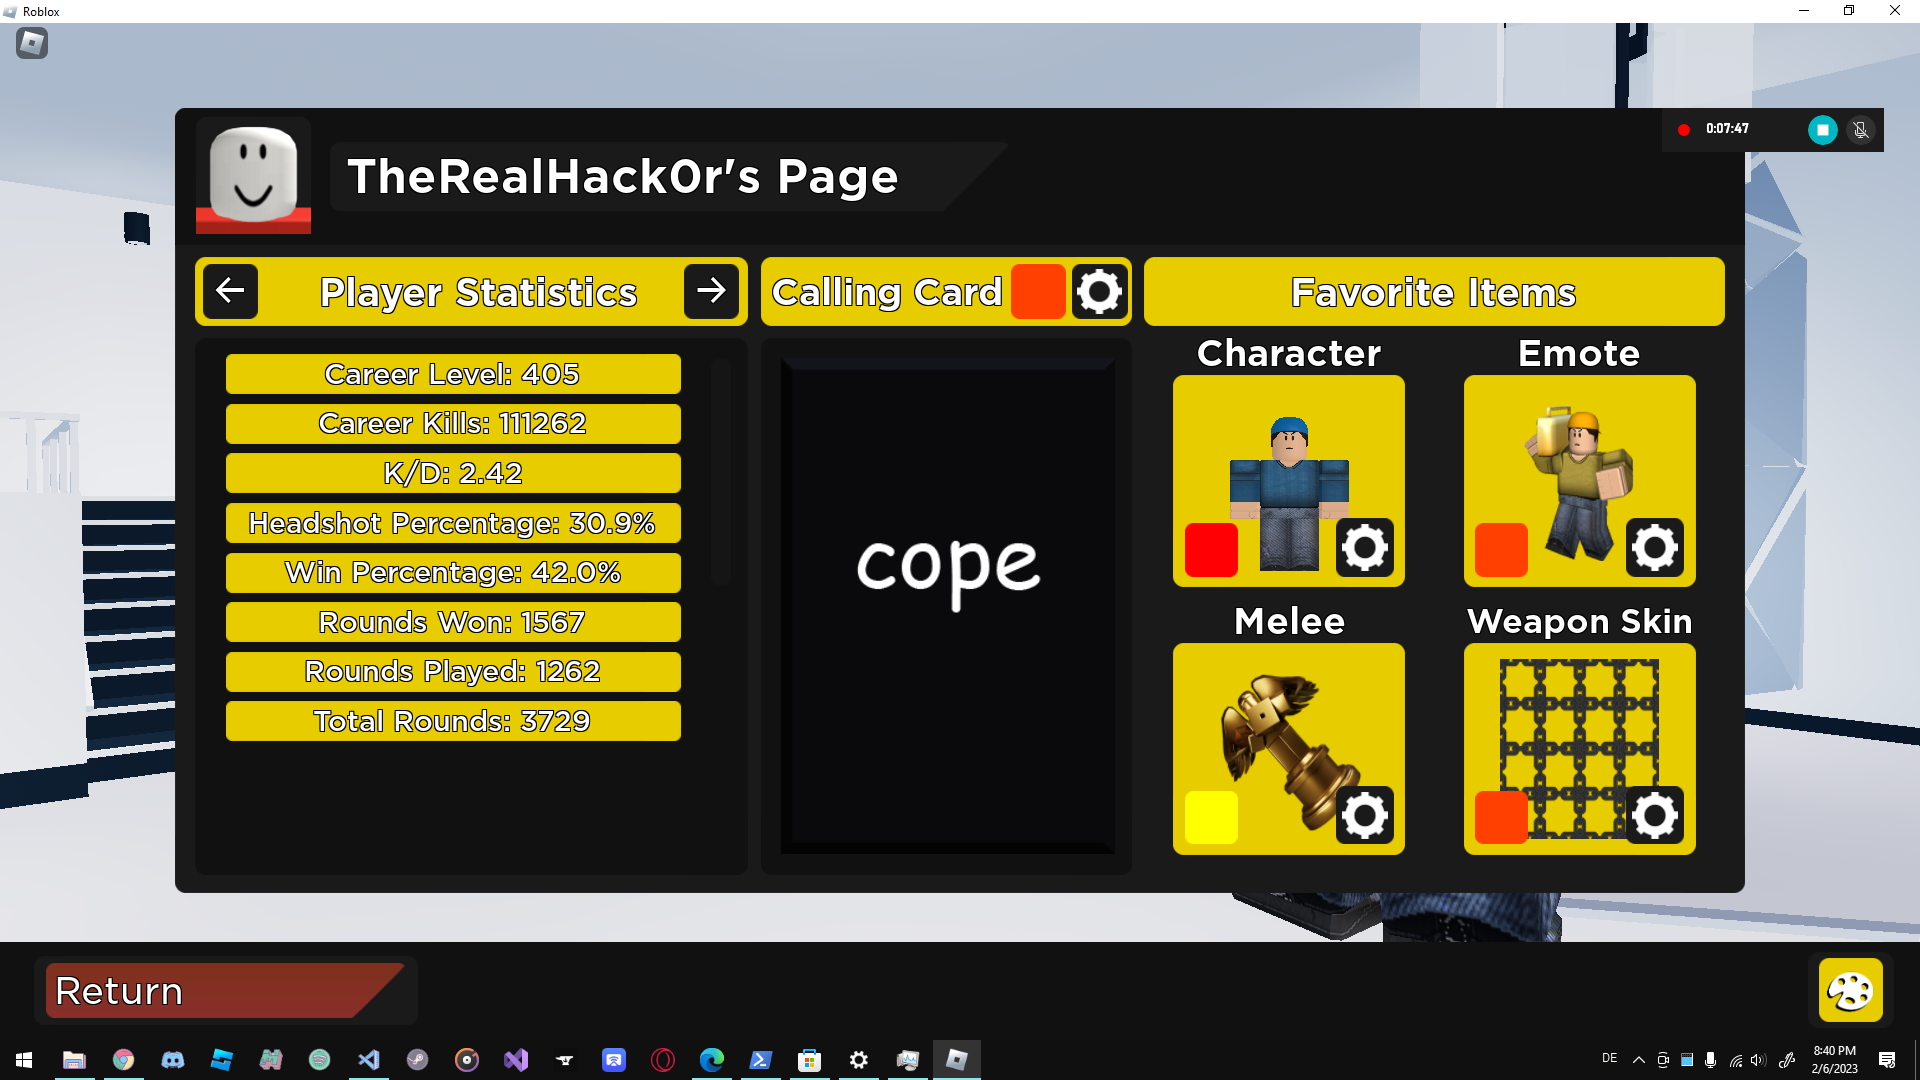 Roblox
0:07:47
TheRealHack0r's Page
Player Statistics
Calling Card
Favorite Items
Career Level: 405
Career Kills: 111262
K/D: 2.42
Headshot Percentage: 30.9%
Win Percentage: 42.0%
Rounds Won: 1567
Rounds Played: 1262
Total Rounds: 3729
cope
Character
Emote
Melee
Weapon Skin
Return
DE
8:40 PM
2/6/2023